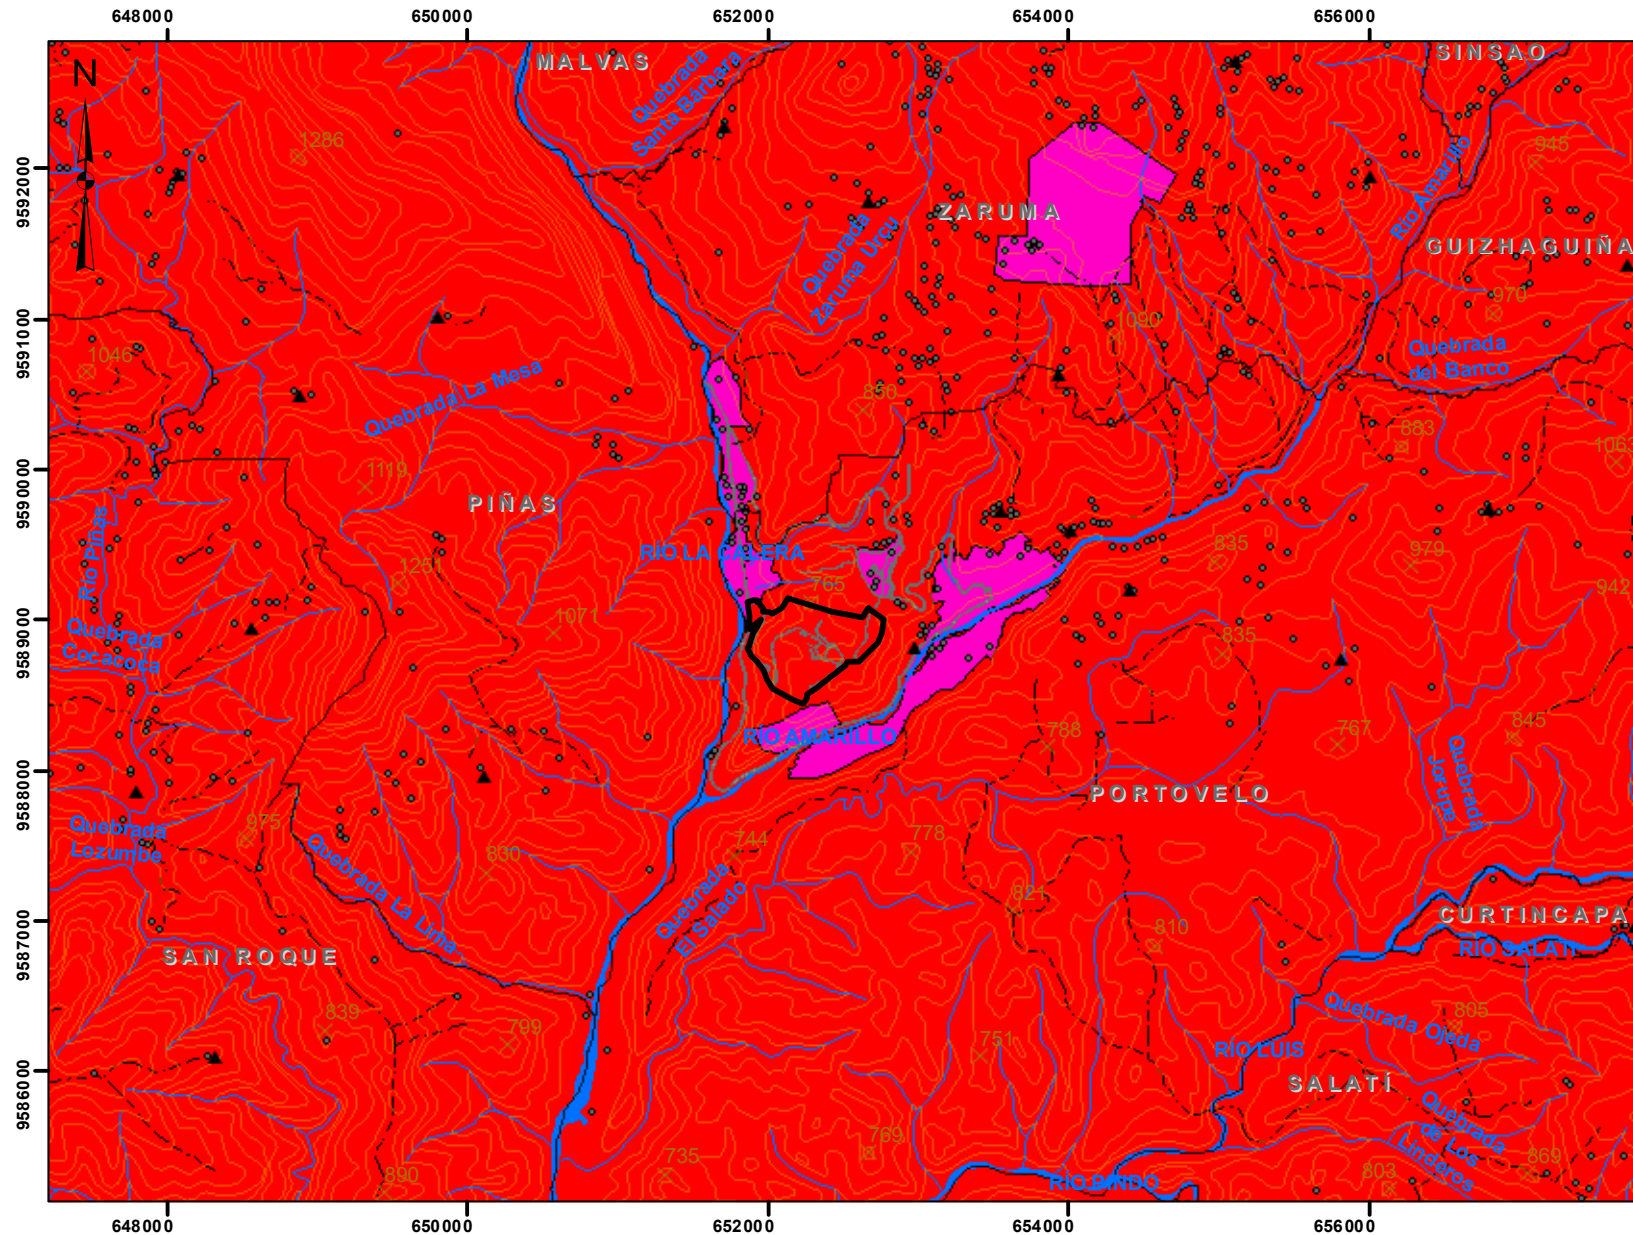 648000 650000 652000 654000 656000
N
MALVAS
Quebrada
Santa Bárbara
SINSAO
1286
945
9592000
Río Amarillo
ZARUMA
Quebrada
Zaruma Urcu
GUIZHAGUIÑA
970
9591000
1090
1046
Quebrada
del Banco
Quebrada La Mesa
850
883
1063
9590000
1119
PIÑAS
Río Piñas
RÍO LA CALERA
835
979
1251
765
942
9589000
1071
835
Quebrada
Cocacoca
788
767
845
RÍO AMARILLO
9588000
Quebrada
Jorupe
PORTOVELO
975
Quebrada
Lozumbe
830
744
778
Quebrada La Lima
Quebrada
El Salado
821
810
9587000
CURTINCAPA
RÍO SALATÍ
SAN ROQUE
839
799
751
Quebrada Ojeda
805
RÍO LUIS
9586000
SALATÍ
Quebrada
de Los
Linderos
769
735
890
RÍO PINDO
803
869
648000 650000 652000 654000 656000